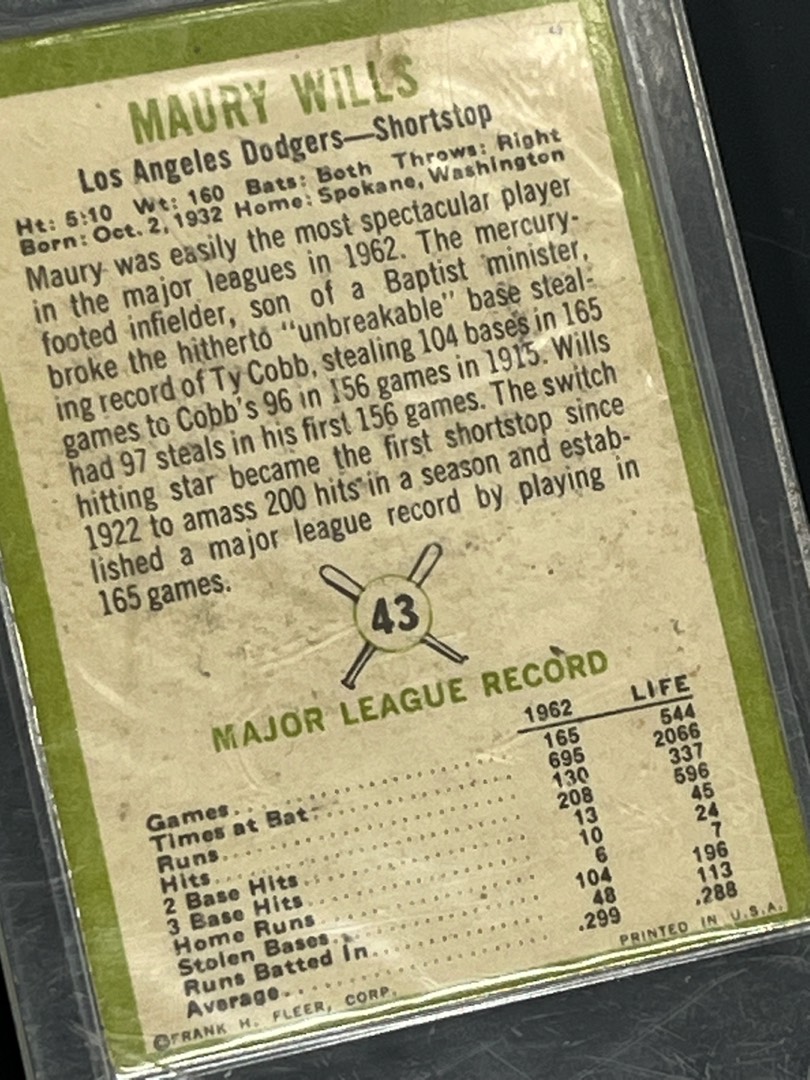 MAURY WILLS
Los Angeles Dodgers—Shortstop
Ht: 5:10 Wt: 160 Bats: Both Throws: Right
Born: Oct. 2, 1932 Home: Spokane, Washington
Maury was easily the most spectacular player
in the major leagues in 1962. The mercury-
footed infielder, son of a Baptist minister,
broke the hitherto "unbreakable" base steal-
ing record of Ty Cobb, stealing 104 bases in 165
games to Cobb's 96 in 156 games in 1915. Wills
had 97 steals in his first 156 games. The switch
hitting star became the first shortstop since
1922 to amass 200 hits in a season and estab-
lished a major league record by playing in
165 games.
43
MAJOR LEAGUE RECORD
1962 LIFE
Games 165 544
Times at Bat 695 2066
Runs 130 337
Hits 208 596
2 Base Hits 13 45
3 Base Hits 10 24
Home Runs 6 7
Stolen Bases 104 196
Runs Batted In 48 113
Average .299 .288
©FRANK H. FLEER, CORP. PRINTED IN U.S.A.